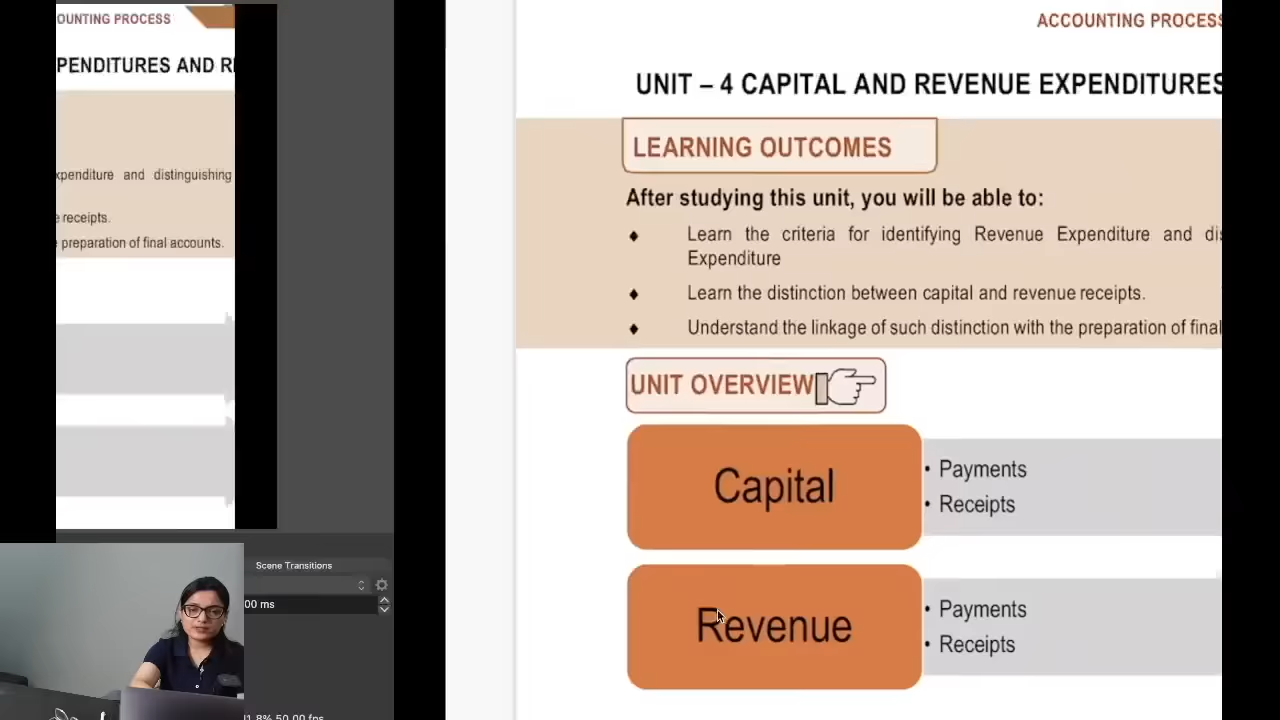 OUNTING PROCESS
PENDITURES AND R
xpenditure and distinguishing
e receipts.
preparation of final accounts.
Scene Transitions
00 ms
1.8% 50.00 fps
ACCOUNTING PROCESS
UNIT – 4 CAPITAL AND REVENUE EXPENDITURES
LEARNING OUTCOMES
After studying this unit, you will be able to:
♦ Learn the criteria for identifying Revenue Expenditure and dis
Expenditure
♦ Learn the distinction between capital and revenue receipts.
♦ Understand the linkage of such distinction with the preparation of final
UNIT OVERVIEW
Capital
• Payments
• Receipts
Revenue
• Payments
• Receipts